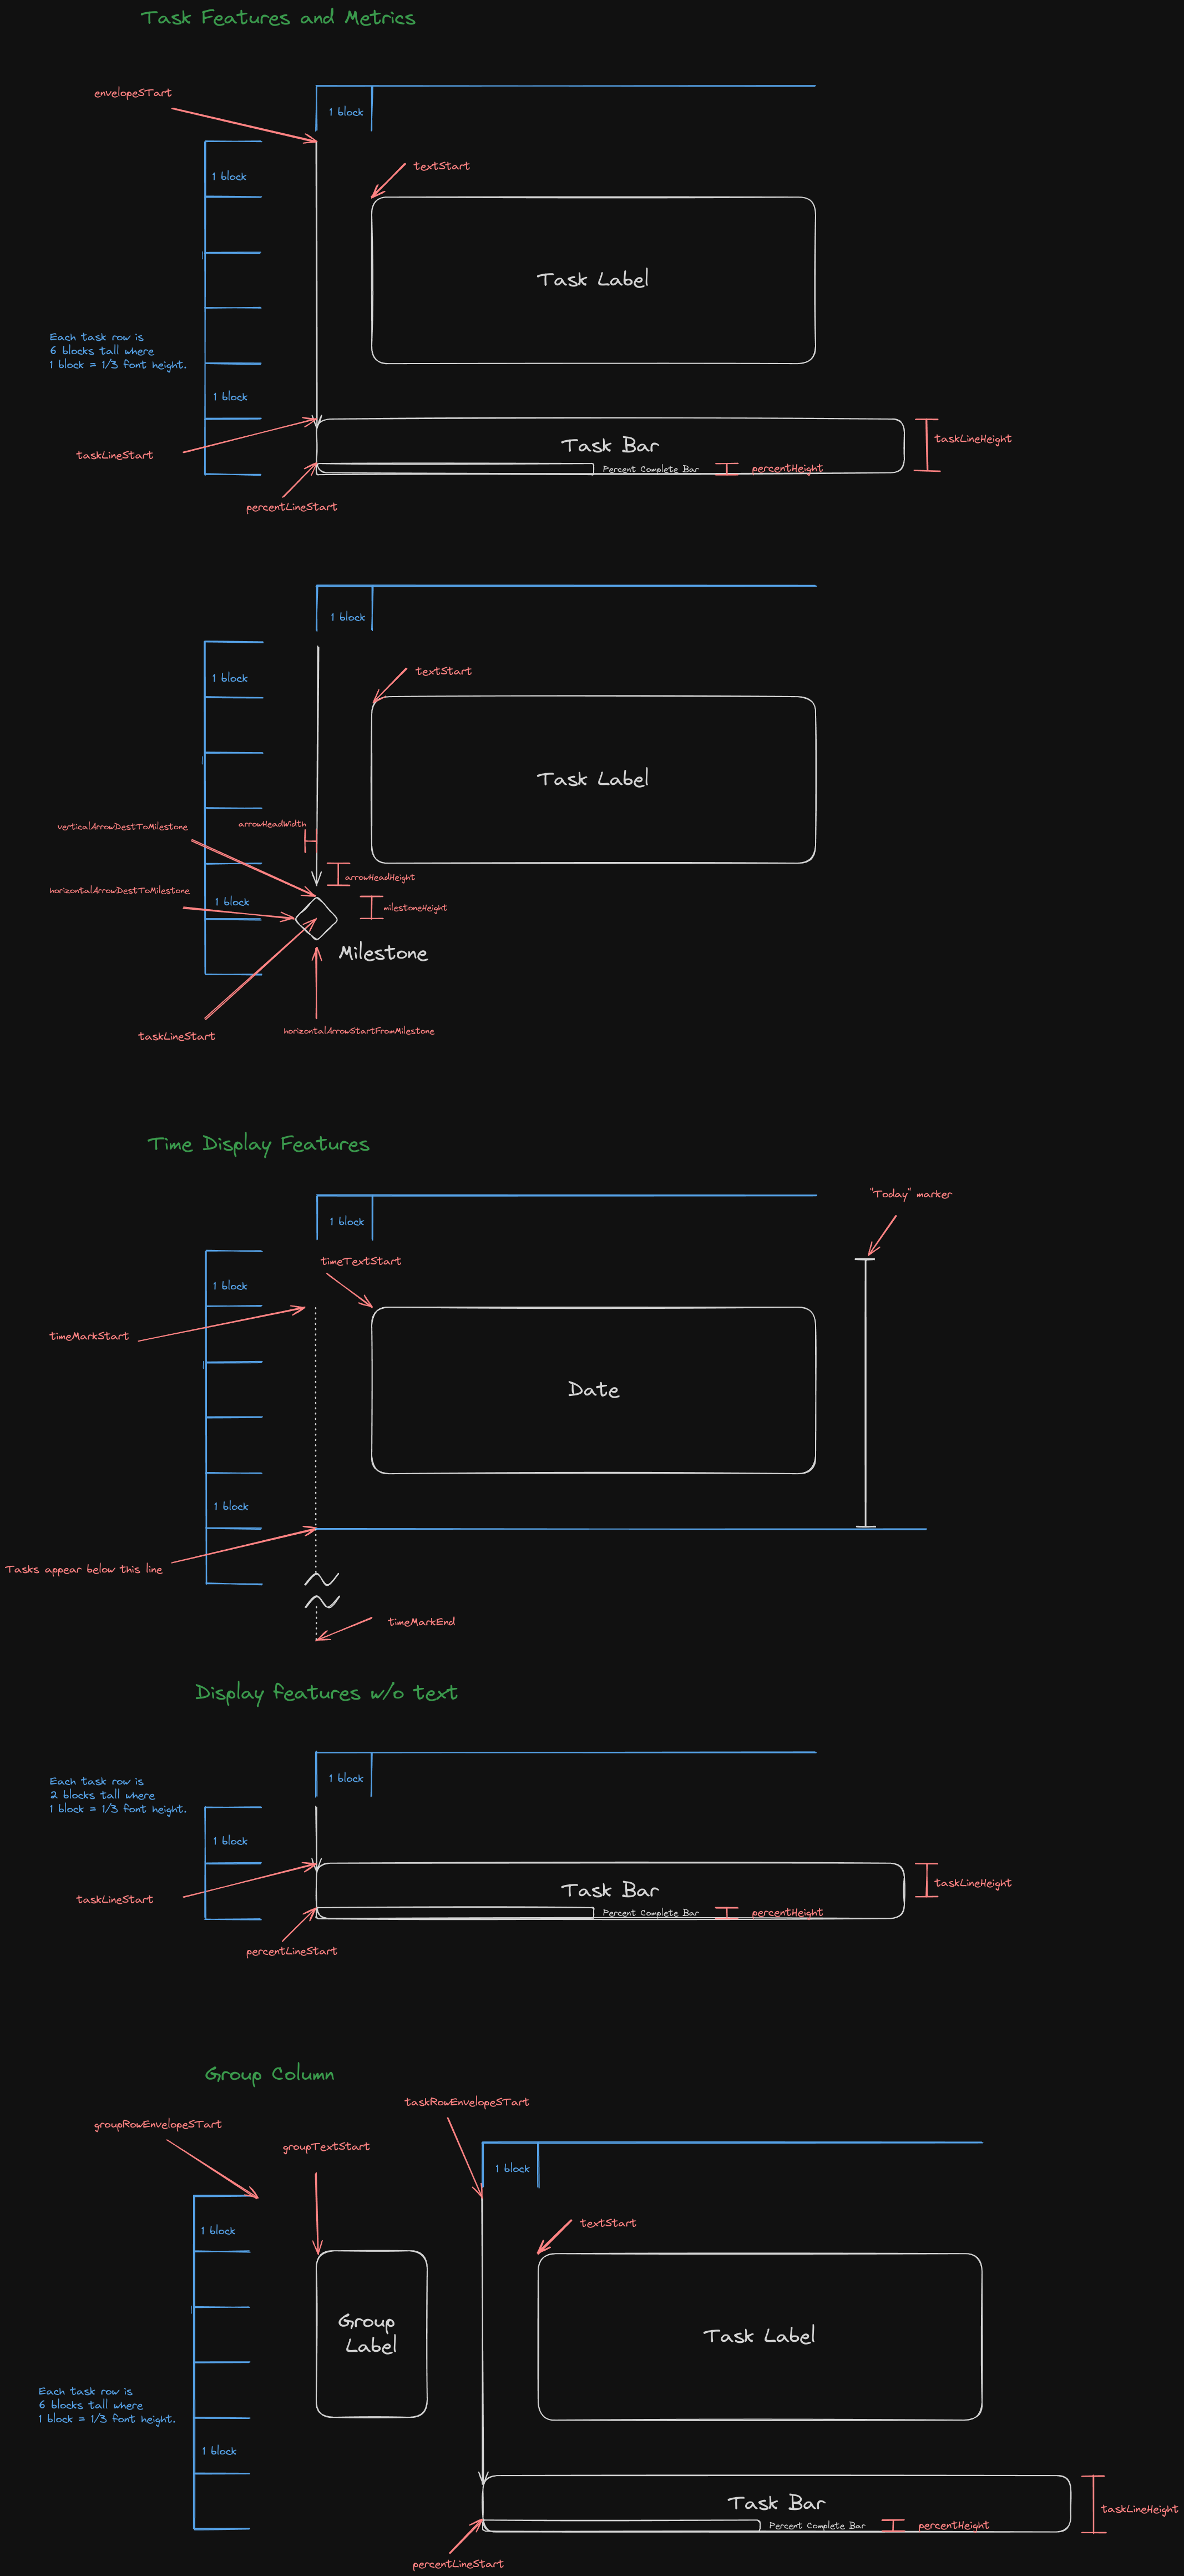 Task Features and Metrics
envelopeSTart
1 block
1 block
textStart
Task Label
Each task row is
6 blocks tall where
1 block = 1/3 font height.
1 block
Task Bar
taskLineHeight
taskLineStart
Percent Complete Bar
percentHeight
percentLineStart
1 block
1 block
textStart
Task Label
verticalArrowDestToMilestone
arrowHeadWidth
arrowHeadHeight
horizontalArrowDestToMilestone
1 block
milestoneHeight
Milestone
taskLineStart
horizontalArrowStartFromMilestone
Time Display Features
"Today" marker
1 block
timeTextStart
1 block
timeMarkStart
Date
1 block
Tasks appear below this line
timeMarkEnd
Display features w/o text
1 block
Each task row is
2 blocks tall where
1 block = 1/3 font height.
1 block
Task Bar
taskLineHeight
taskLineStart
Percent Complete Bar
percentHeight
percentLineStart
Group Column
taskRowEnvelopeSTart
groupRowEnvelopeSTart
groupTextStart
1 block
1 block
textStart
Group
Label
Task Label
Each task row is
6 blocks tall where
1 block = 1/3 font height.
1 block
Task Bar
taskLineHeight
Percent Complete Bar
percentHeight
percentLineStart